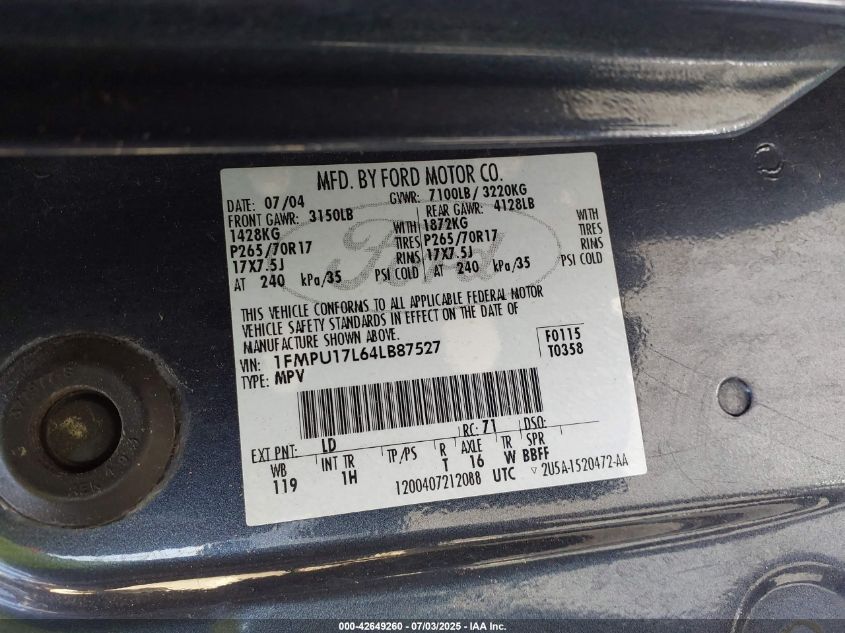 MFD. BY FORD MOTOR CO.
DATE: 07/04 GVWR: 7100LB/ 3220KG
FRONT GAWR: 3150LB REAR GAWR: 4128LB
1428KG WITH 1872KG WITH
P265/70R17 TIRES P265/70R17 TIRES
17X7.5J RIMS 17X7.5J RIMS
AT 240 kPa/35 PSI COLD AT 240 kPa/35 PSI COLD
Ford
THIS VEHICLE CONFORMS TO ALL APPLICABLE FEDERAL MOTOR
VEHICLE SAFETY STANDARDS IN EFFECT ON THE DATE OF
MANUFACTURE SHOWN ABOVE.
VIN: 1FMPU17L64LB87527 F0115
TYPE: MPV T0358
EXT PNT: LD RC: 71 DSO:
WB INT TR TP/PS R AXLE TR SPR
119 1H T 16 W BBFF
1200407212088 UTC 2U5A-1520472-AA
000-42649260 - 07/03/2025 - IAA Inc.